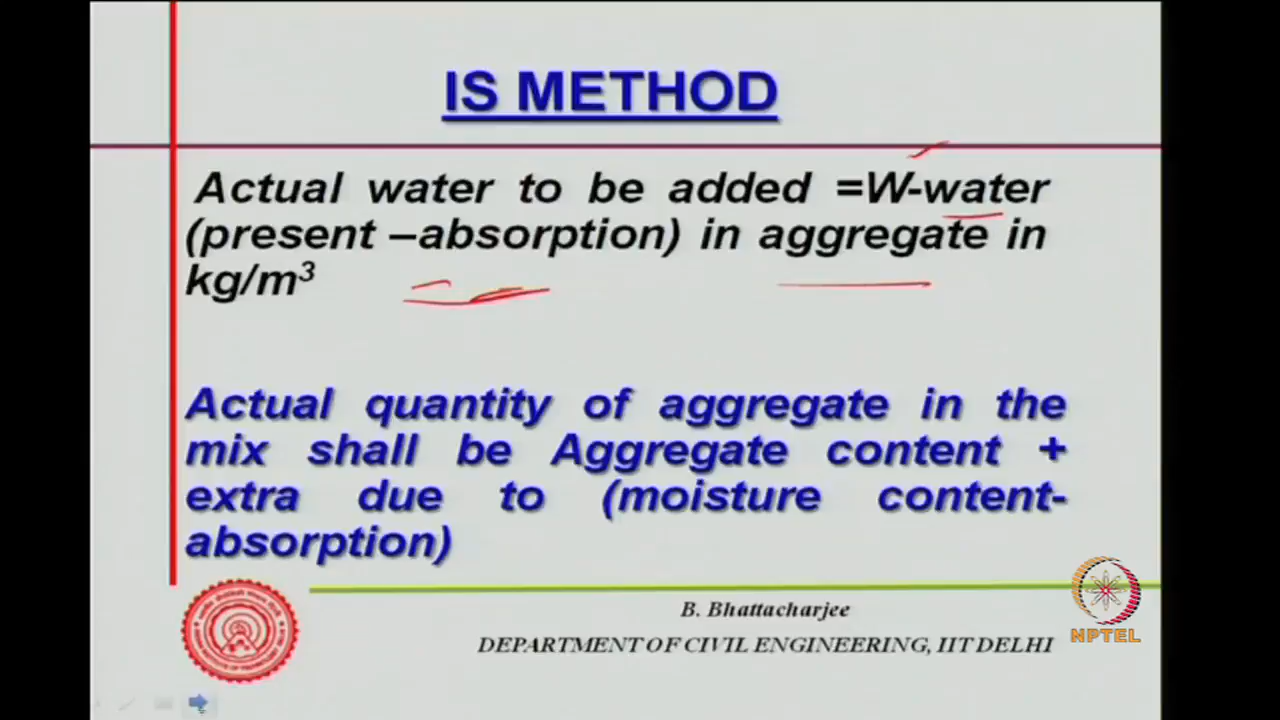 IS METHOD
Actual water to be added =W-water
(present –absorption) in aggregate in
kg/m³
Actual quantity of aggregate in the
mix shall be Aggregate content +
extra due to (moisture content-
absorption)
B. Bhattacharjee
DEPARTMENT OF CIVIL ENGINEERING, IIT DELHI
NPTEL